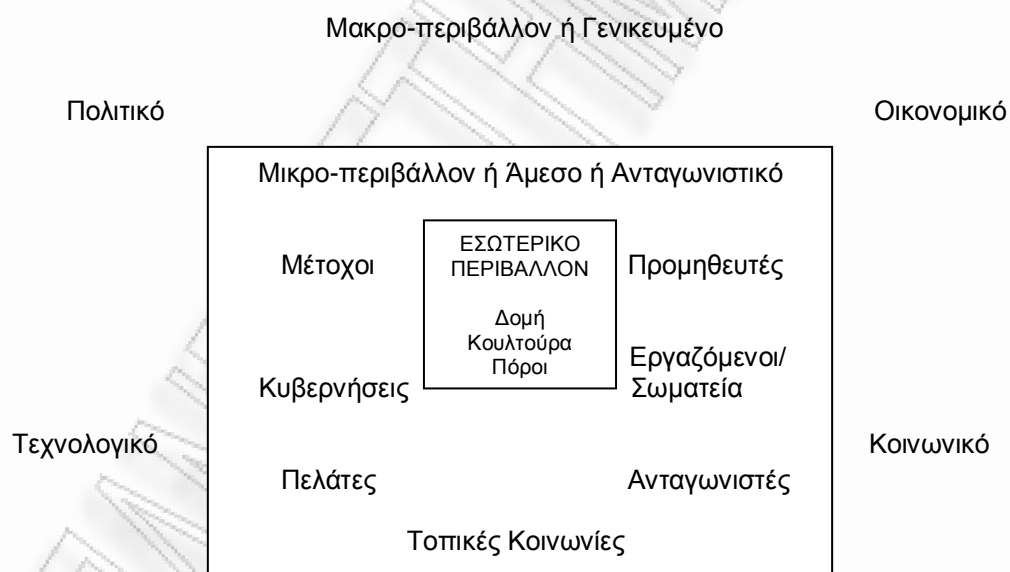 Μακρο-περιβάλλον ή Γενικευμένο
Πολιτικό
Οικονομικό
Μικρο-περιβάλλον ή Άμεσο ή Ανταγωνιστικό
Μέτοχοι
ΕΣΩΤΕΡΙΚΟ
ΠΕΡΙΒΑΛΛΟΝ
Προμηθευτές
Δομή
Κουλτούρα
Πόροι
Εργαζόμενοι/
Σωματεία
Κυβερνήσεις
Τεχνολογικό
Κοινωνικό
Πελάτες
Ανταγωνιστές
Τοπικές Κοινωνίες